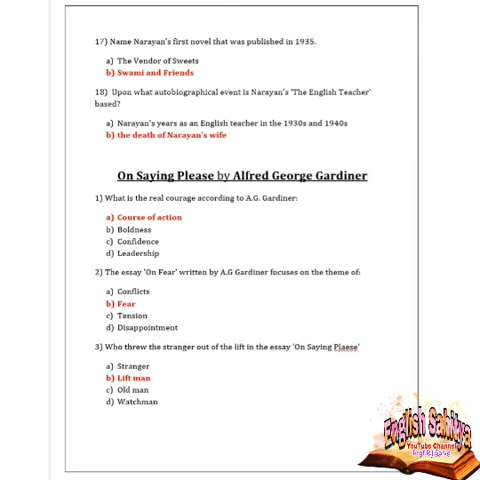 17) Name Narayan's first novel that was published in 1935.
a) The Vendor of Sweets
b) Swami and Friends
18) Upon what autobiographical event is Narayan's 'The English Teacher'
based?
a) Narayan's years as an English teacher in the 1930s and 1940s
b) the death of Narayan's wife
On Saying Please by Alfred George Gardiner
1) What is the real courage according to A.G. Gardiner:
a) Course of action
b) Boldness
c) Confidence
d) Leadership
2) The essay 'On Fear' written by A.G Gardiner focuses on the theme of:
a) Conflicts
b) Fear
c) Tension
d) Disappointment
3) Who threw the stranger out of the lift in the essay 'On Saying Plaese'
a) Stranger
b) Lift man
c) Old man
d) Watchman
English Sahitya
YouTube Channel